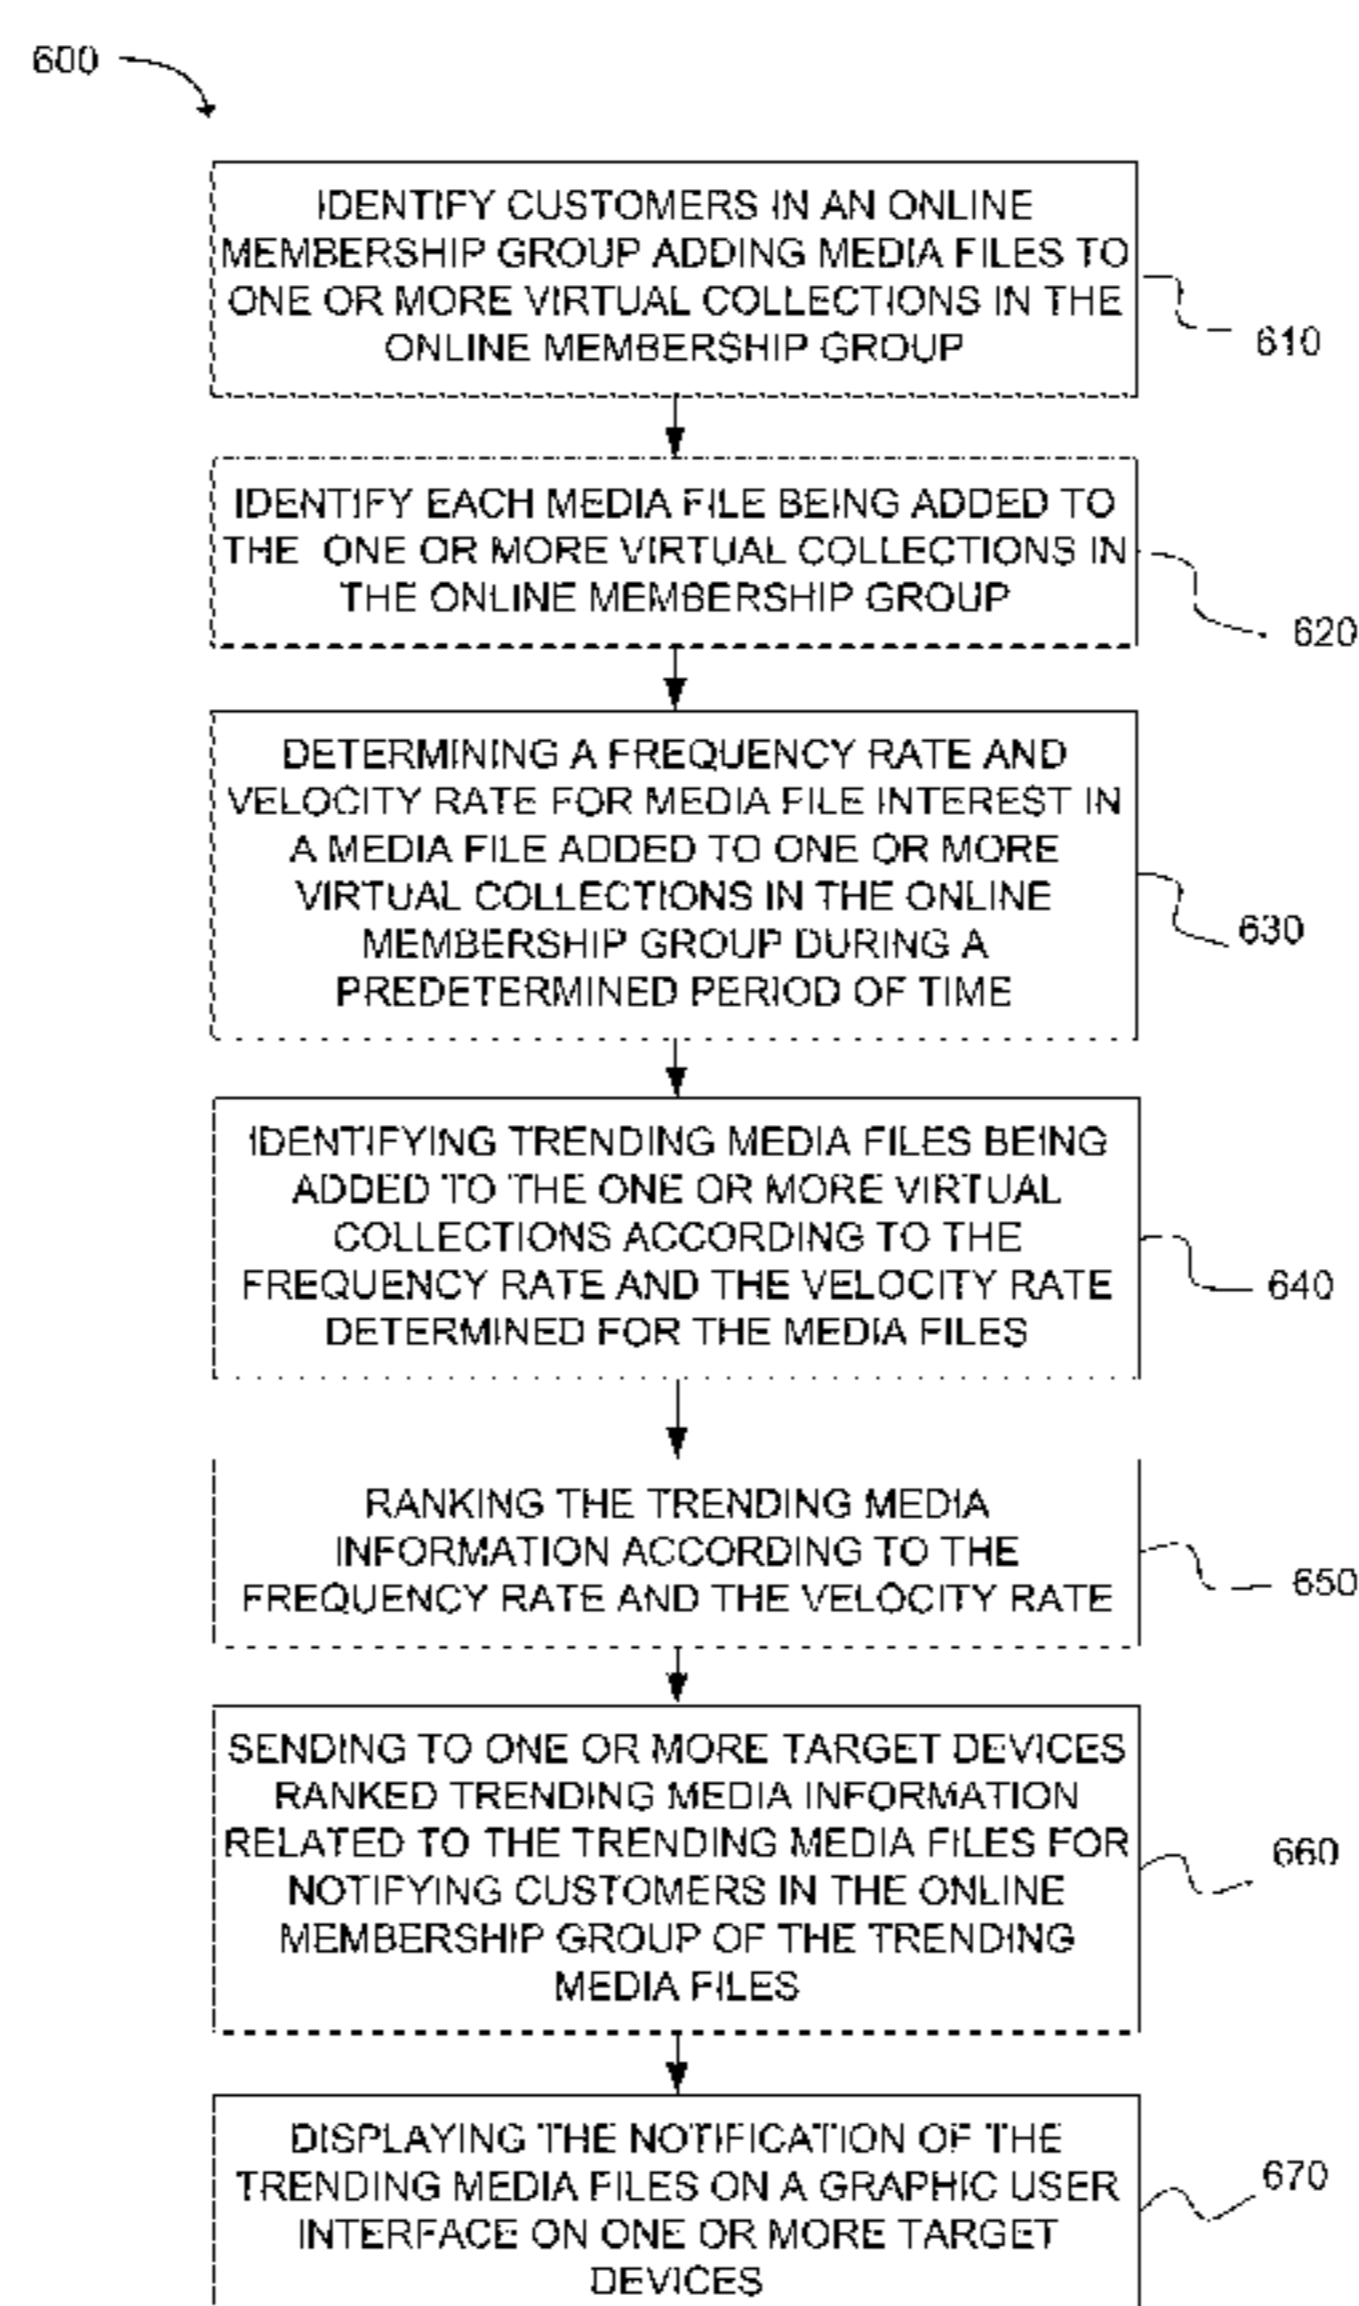 600
IDENTIFY CUSTOMERS IN AN ONLINE
MEMBERSHIP GROUP ADDING MEDIA FILES TO
ONE OR MORE VIRTUAL COLLECTIONS IN THE
ONLINE MEMBERSHIP GROUP
610
IDENTIFY EACH MEDIA FILE BEING ADDED TO
THE ONE OR MORE VIRTUAL COLLECTIONS IN
THE ONLINE MEMBERSHIP GROUP
620
DETERMINING A FREQUENCY RATE AND
VELOCITY RATE FOR MEDIA FILE INTEREST IN
A MEDIA FILE ADDED TO ONE OR MORE
VIRTUAL COLLECTIONS IN THE ONLINE
MEMBERSHIP GROUP DURING A
PREDETERMINED PERIOD OF TIME
630
IDENTIFYING TRENDING MEDIA FILES BEING
ADDED TO THE ONE OR MORE VIRTUAL
COLLECTIONS ACCORDING TO THE
FREQUENCY RATE AND THE VELOCITY RATE
DETERMINED FOR THE MEDIA FILES
640
RANKING THE TRENDING MEDIA
INFORMATION ACCORDING TO THE
FREQUENCY RATE AND THE VELOCITY RATE
650
SENDING TO ONE OR MORE TARGET DEVICES
RANKED TRENDING MEDIA INFORMATION
RELATED TO THE TRENDING MEDIA FILES FOR
NOTIFYING CUSTOMERS IN THE ONLINE
MEMBERSHIP GROUP OF THE TRENDING
MEDIA FILES
660
DISPLAYING THE NOTIFICATION OF THE
TRENDING MEDIA FILES ON A GRAPHIC USER
INTERFACE ON ONE OR MORE TARGET
DEVICES
670